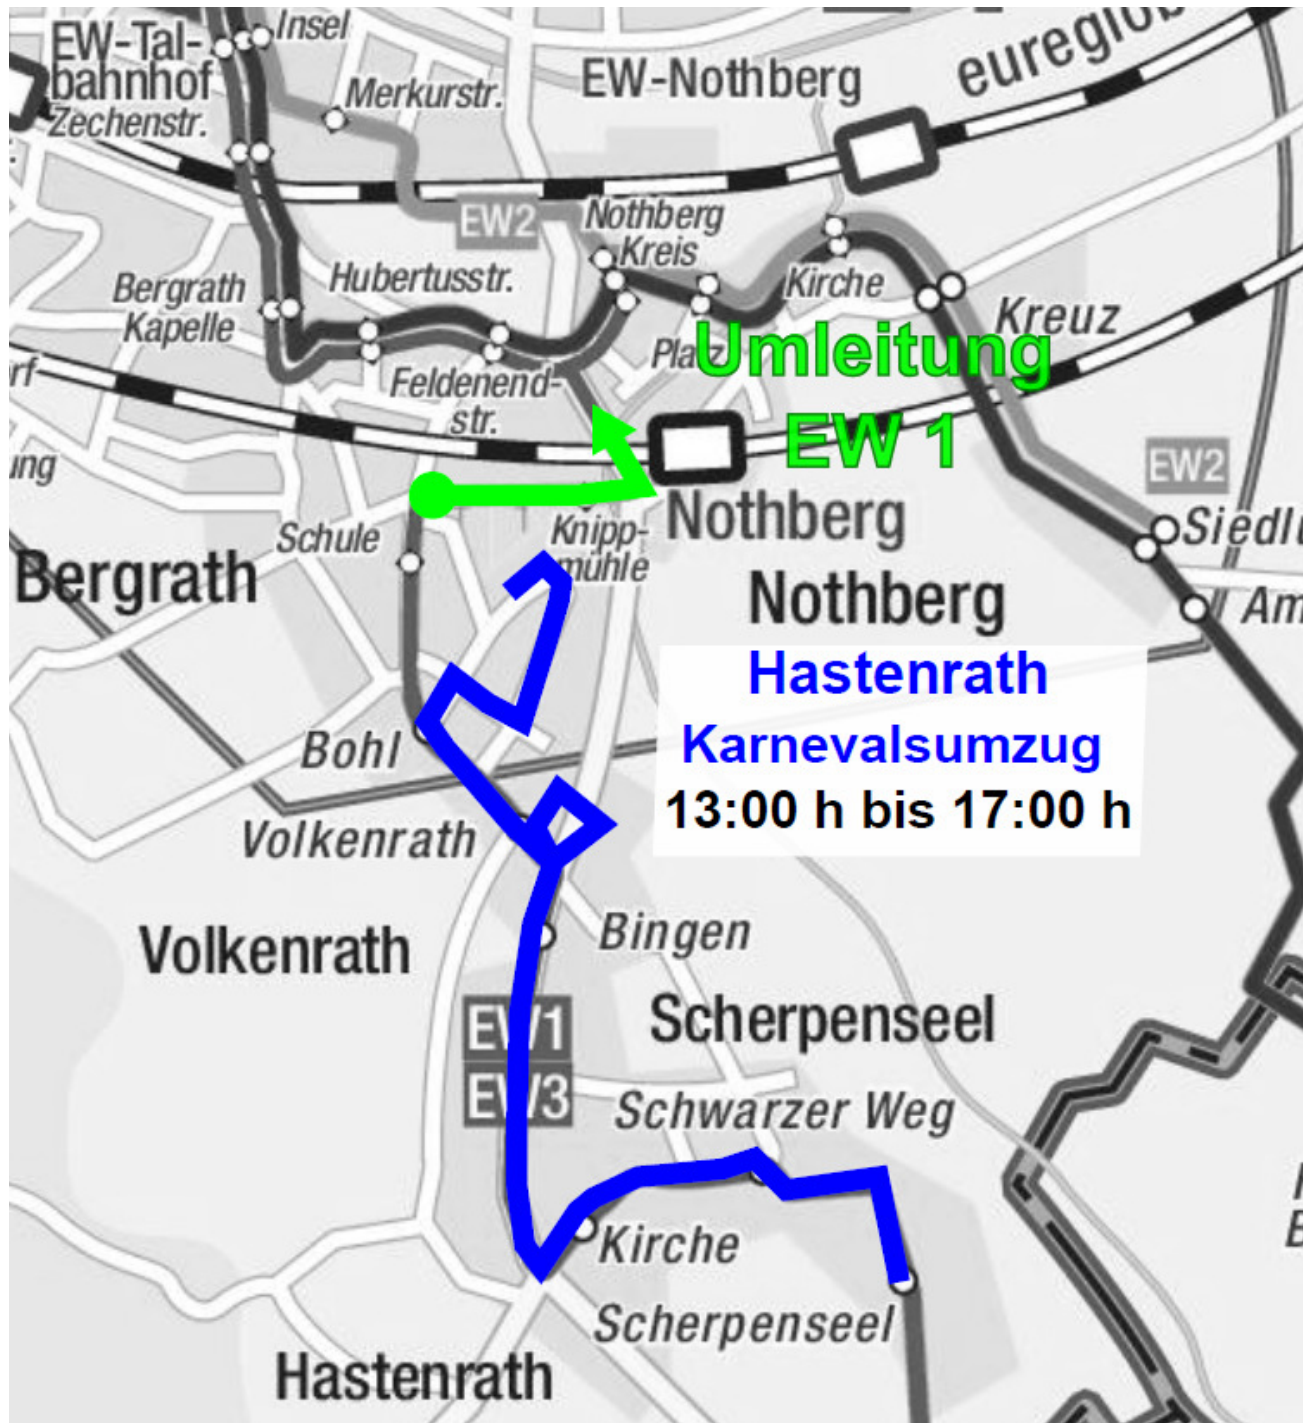 Insel
EW-Tal-
bahnhof
Zechenstr.
Merkurstr.
EW-Nothberg
EW2
Nothberg
Kreis
Hubertusstr.
Bergrath
Kapelle
Kirche
Kreuz
Platz
Umleitung
EW 1
Feldenend-
str.
EW2
Schule
Knipp-
mühle
Nothberg
Bergrath
Nothberg
Am
Hastenrath
Karnevalsumzug
13:00 h bis 17:00 h
Bohl
Volkenrath
Volkenrath
Bingen
EW1
EW3
Scherpenseel
Schwarzer Weg
Kirche
Scherpenseel
Hastenrath